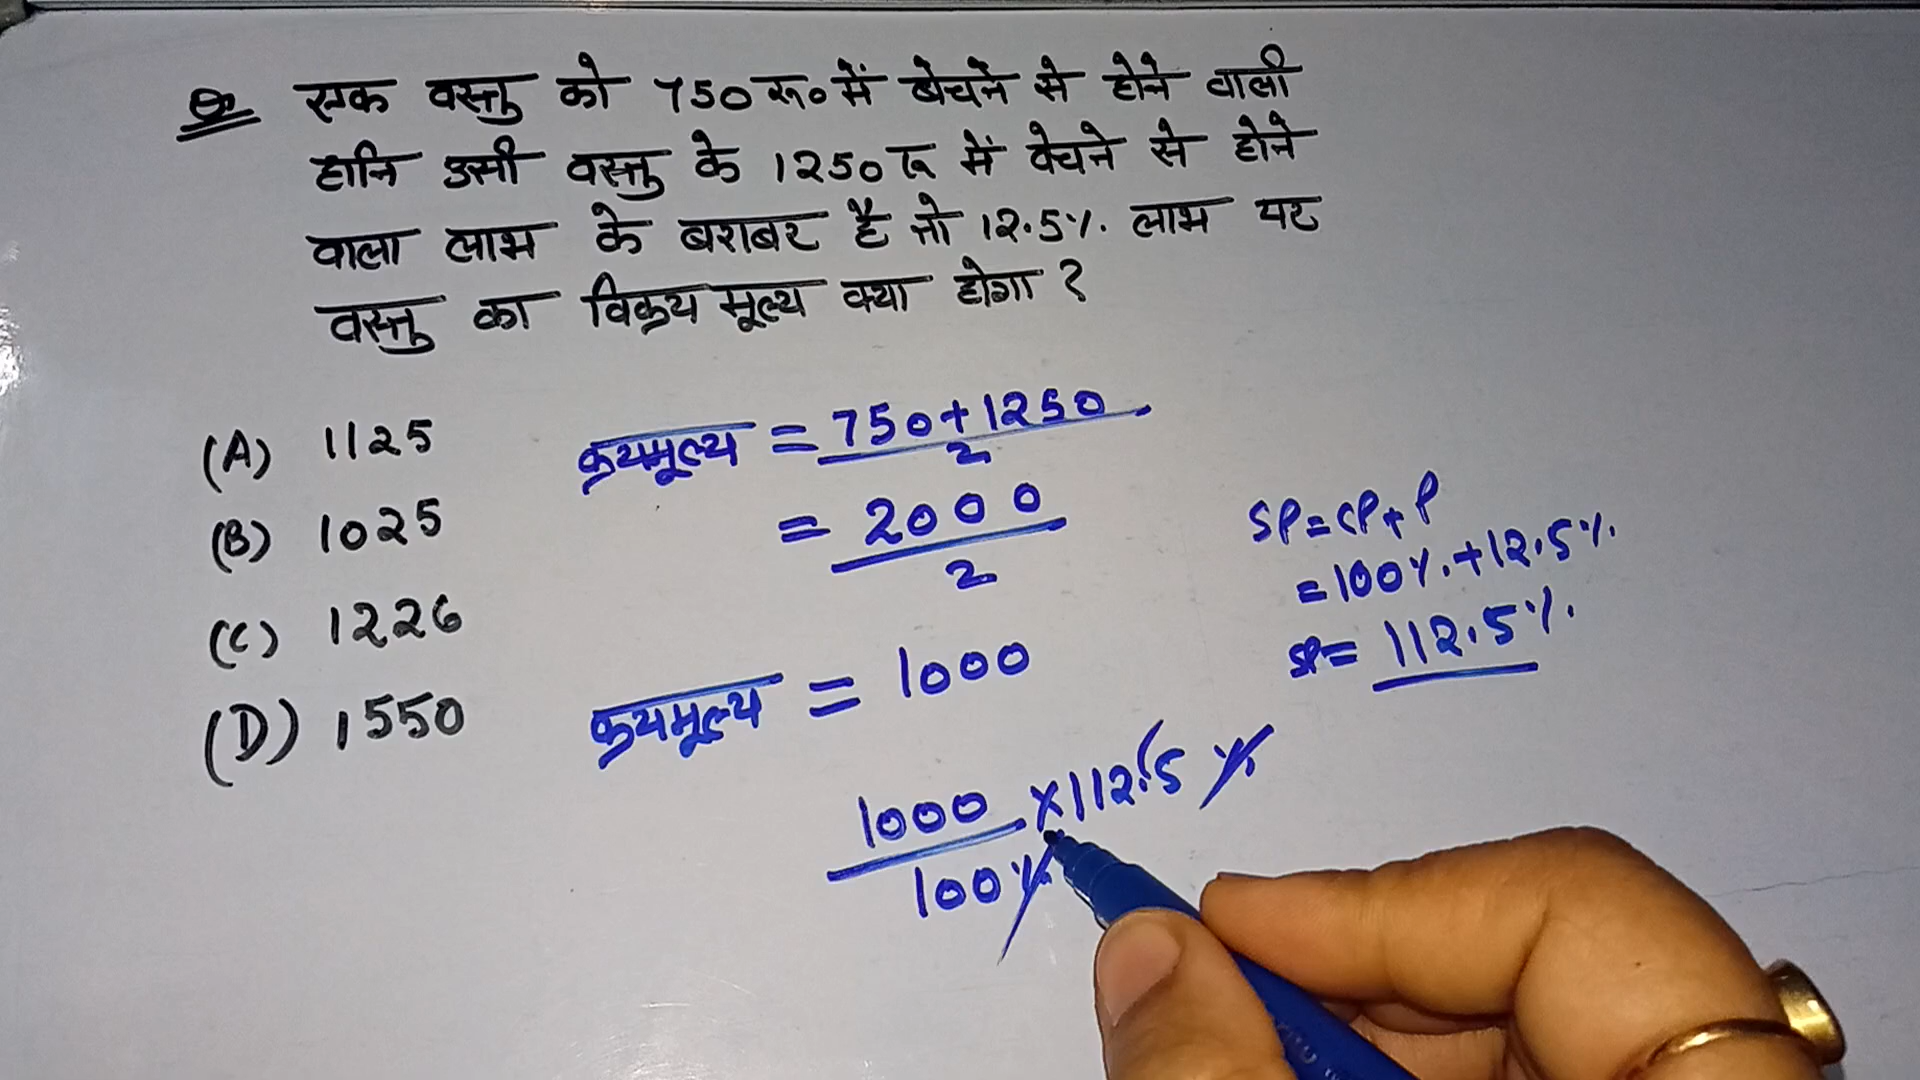 Q. एक वस्तु को 750 रू० में बेचने से होने वाली
हानि उसी वस्तु के 1250 रू में बेचने से होने
वाला लाभ के बराबर है तो 12.5% लाभ पर
वस्तु का विक्रय मूल्य क्या होगा ?
(A) 1125
(B) 1025
(C) 1226
(D) 1550
क्रयमूल्य = 750+1250
2
= 2000
2
क्रयमूल्य = 1000
1000 × 112.5 %
100 %
SP = CP + P
= 100% + 12.5%
SP = 112.5%